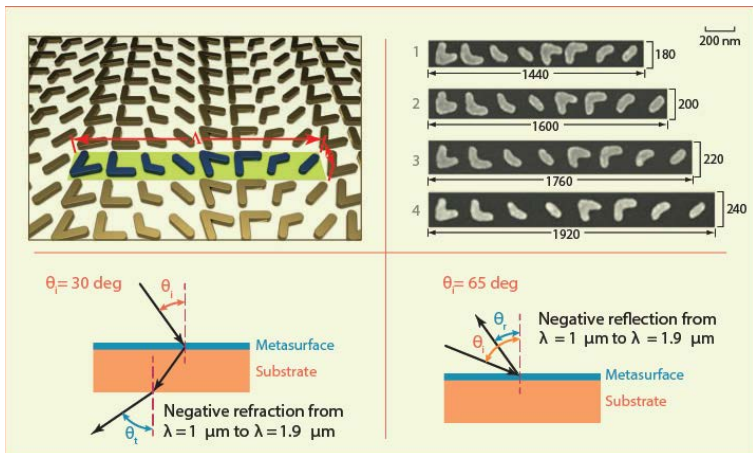 Λ
200 nm
1
180
1440
2
200
1600
3
220
1760
4
240
1920
θi= 30 deg
θi
Metasurface
Substrate
Negative refraction from
λ = 1 μm to λ = 1.9 μm
θt
θi= 65 deg
θr
θi
Negative reflection from
λ = 1 μm to λ = 1.9 μm
Metasurface
Substrate